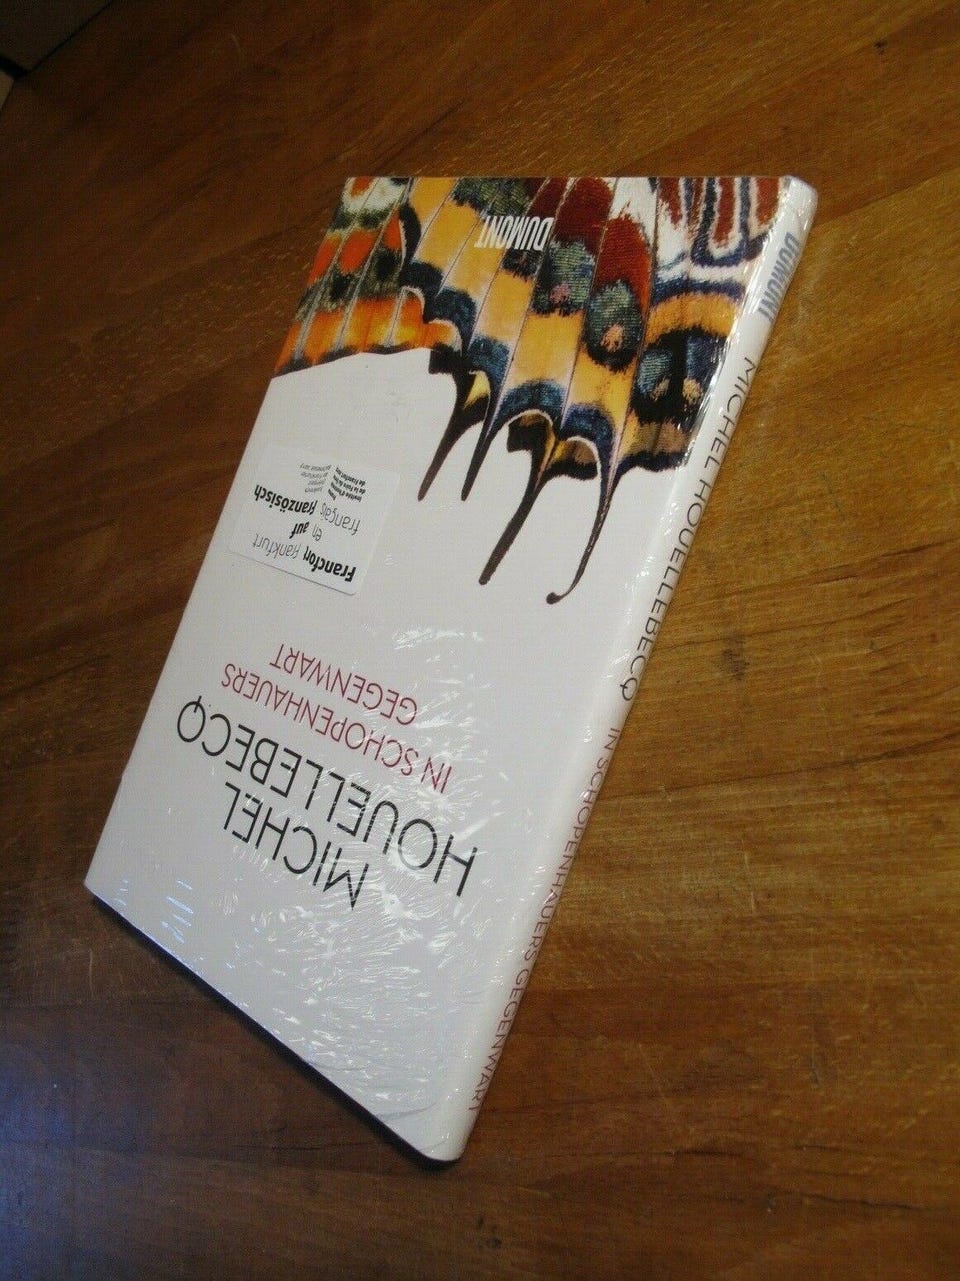 MICHEL
HOUELLEBECQ
IN SCHOPENHAUERS
GEGENWART
Francfort Frankfurt
en auf
français Französisch
DUMONT
DUMONT
MICHEL HOUELLEBECQ IN SCHOPENHAUERS GEGENWART